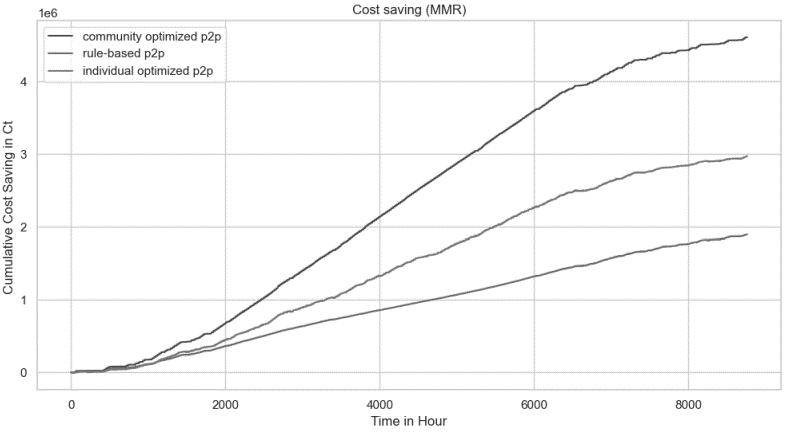 Cost saving (MMR)
1e6
community optimized p2p
rule-based p2p
individual optimized p2p
4
3
2
1
0
Cumulative Cost Saving in Ct
0 2000 4000 6000 8000
Time in Hour